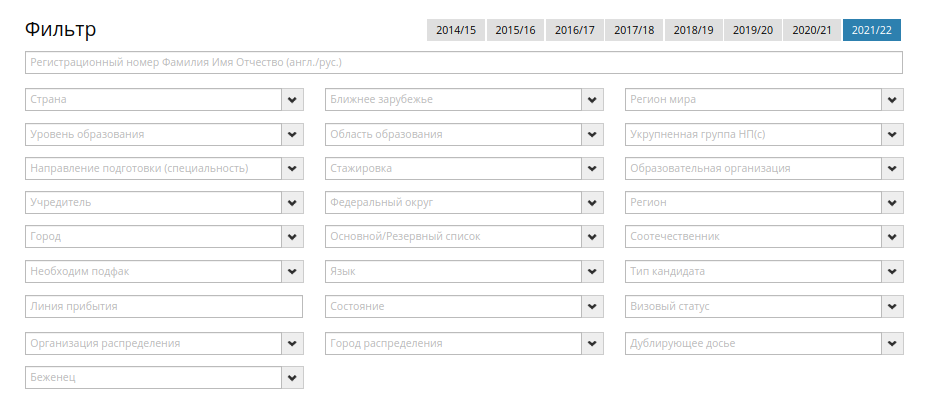 Фильтр
2014/15 2015/16 2016/17 2017/18 2018/19 2019/20 2020/21 2021/22
Регистрационный номер Фамилия Имя Отчество (англ./рус.)
Страна Ближнее зарубежье Регион мира
Уровень образования Область образования Укрупненная группа НП(с)
Направление подготовки (специальность) Стажировка Образовательная организация
Учредитель Федеральный округ Регион
Город Основной/Резервный список Соотечественник
Необходим подфак Язык Тип кандидата
Линия прибытия Состояние Визовый статус
Организация распределения Город распределения Дублирующее досье
Беженец